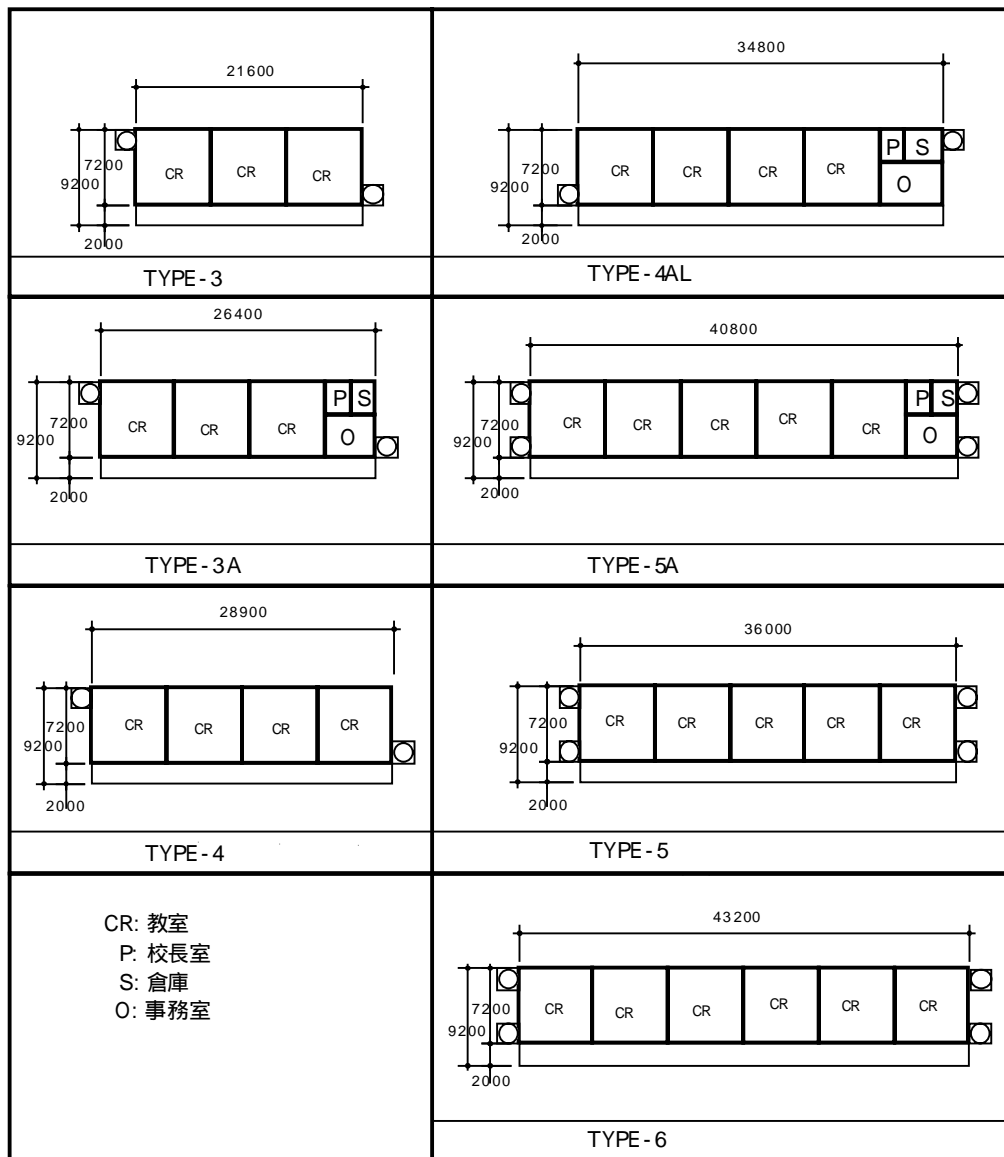 21600
7200
9200
2000
CR CR CR
TYPE-3
34800
7200
9200
2000
CR CR CR CR P S
O
TYPE-4AL
26400
7200
9200
2000
CR CR CR P S
O
TYPE-3A
40800
7200
9200
2000
CR CR CR CR CR P S
O
TYPE-5A
28900
7200
9200
2000
CR CR CR CR
TYPE-4
36000
7200
9200
2000
CR CR CR CR CR
TYPE-5
CR: 教室
P: 校長室
S: 倉庫
O: 事務室
43200
7200
9200
2000
CR CR CR CR CR CR
TYPE-6